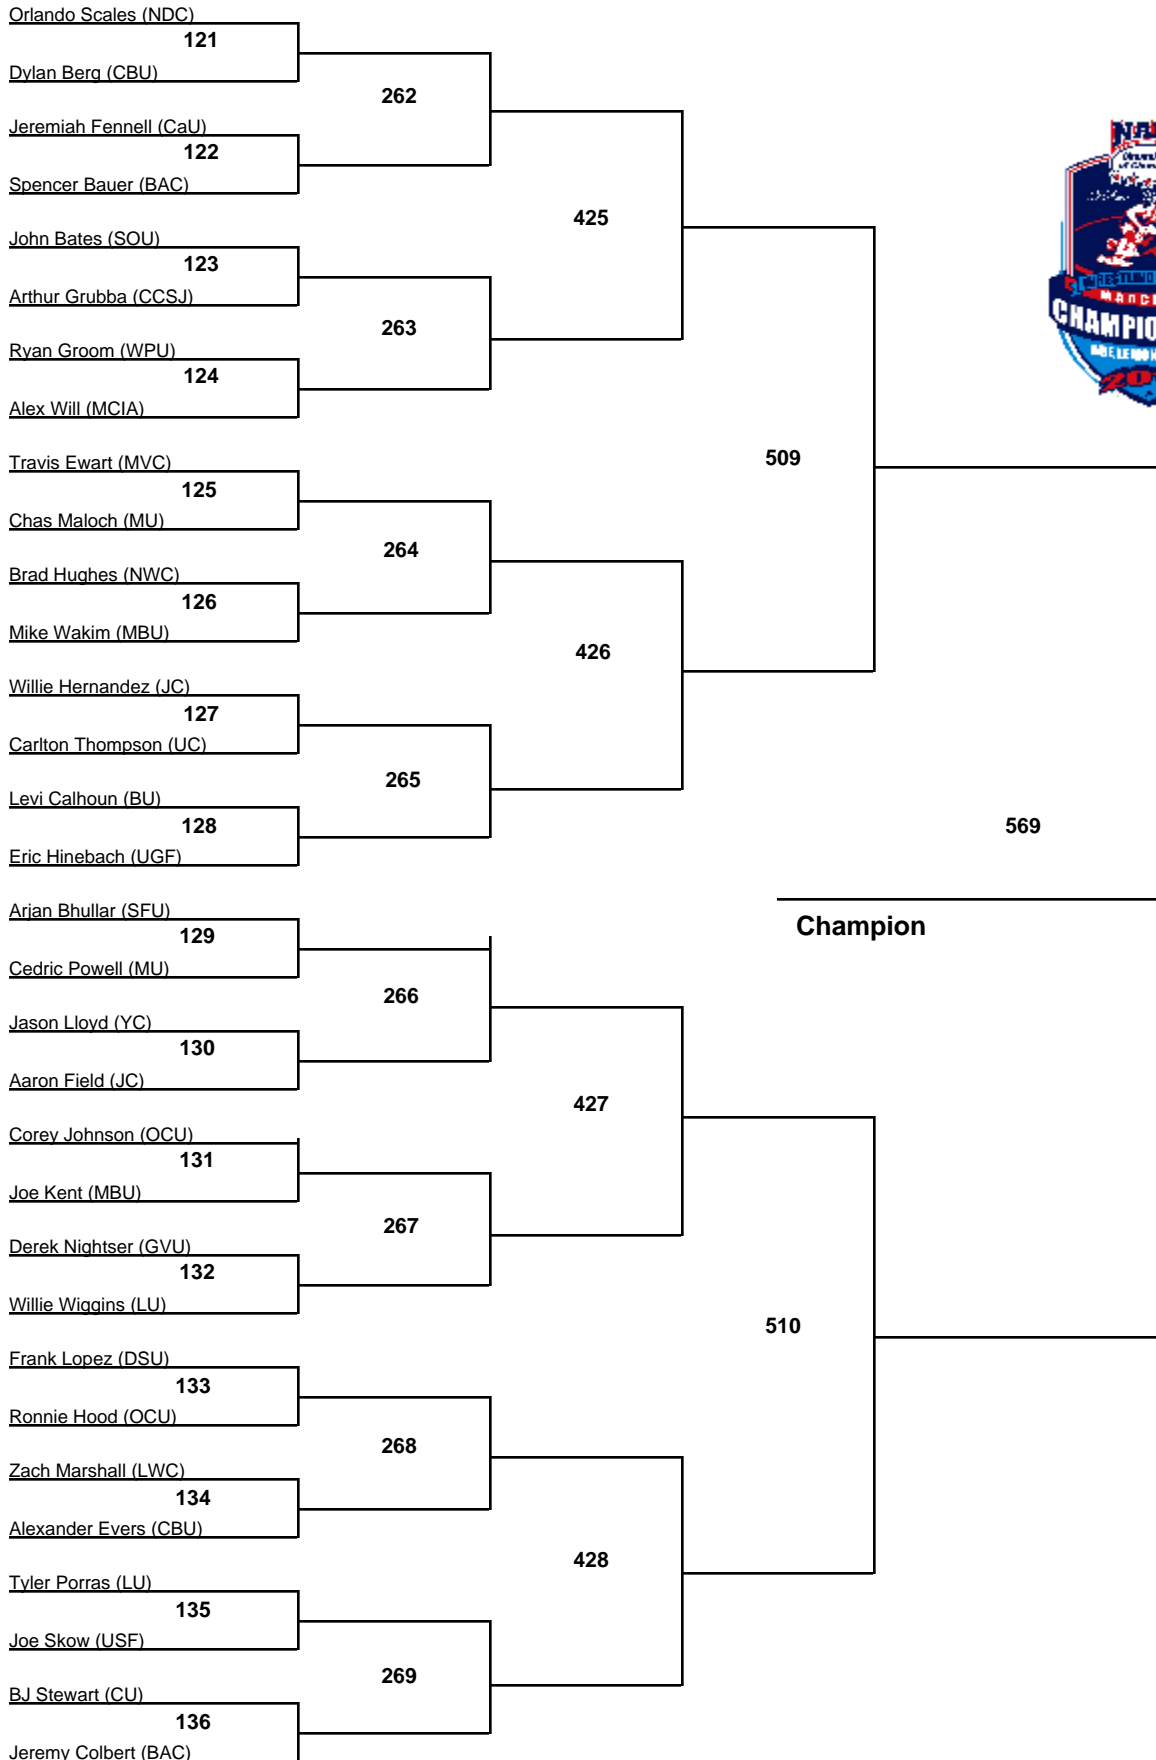 Orlando Scales (NDC)
121
Dylan Berg (CBU)
262
Jeremiah Fennell (CaU)
122
Spencer Bauer (BAC)
425
John Bates (SOU)
123
Arthur Grubba (CCSJ)
263
Ryan Groom (WPU)
124
Alex Will (MCIA)
509
Travis Ewart (MVC)
125
Chas Maloch (MU)
264
Brad Hughes (NWC)
126
Mike Wakim (MBU)
426
Willie Hernandez (JC)
127
Carlton Thompson (UC)
265
Levi Calhoun (BU)
128
Eric Hinebach (UGF)
569
Champion
Arjan Bhullar (SFU)
129
Cedric Powell (MU)
266
Jason Lloyd (YC)
130
Aaron Field (JC)
427
Corey Johnson (OCU)
131
Joe Kent (MBU)
267
Derek Nightser (GVU)
132
Willie Wiggins (LU)
510
Frank Lopez (DSU)
133
Ronnie Hood (OCU)
268
Zach Marshall (LWC)
134
Alexander Evers (CBU)
428
Tyler Porras (LU)
135
Joe Skow (USF)
269
BJ Stewart (CU)
136
Jeremy Colbert (BAC)